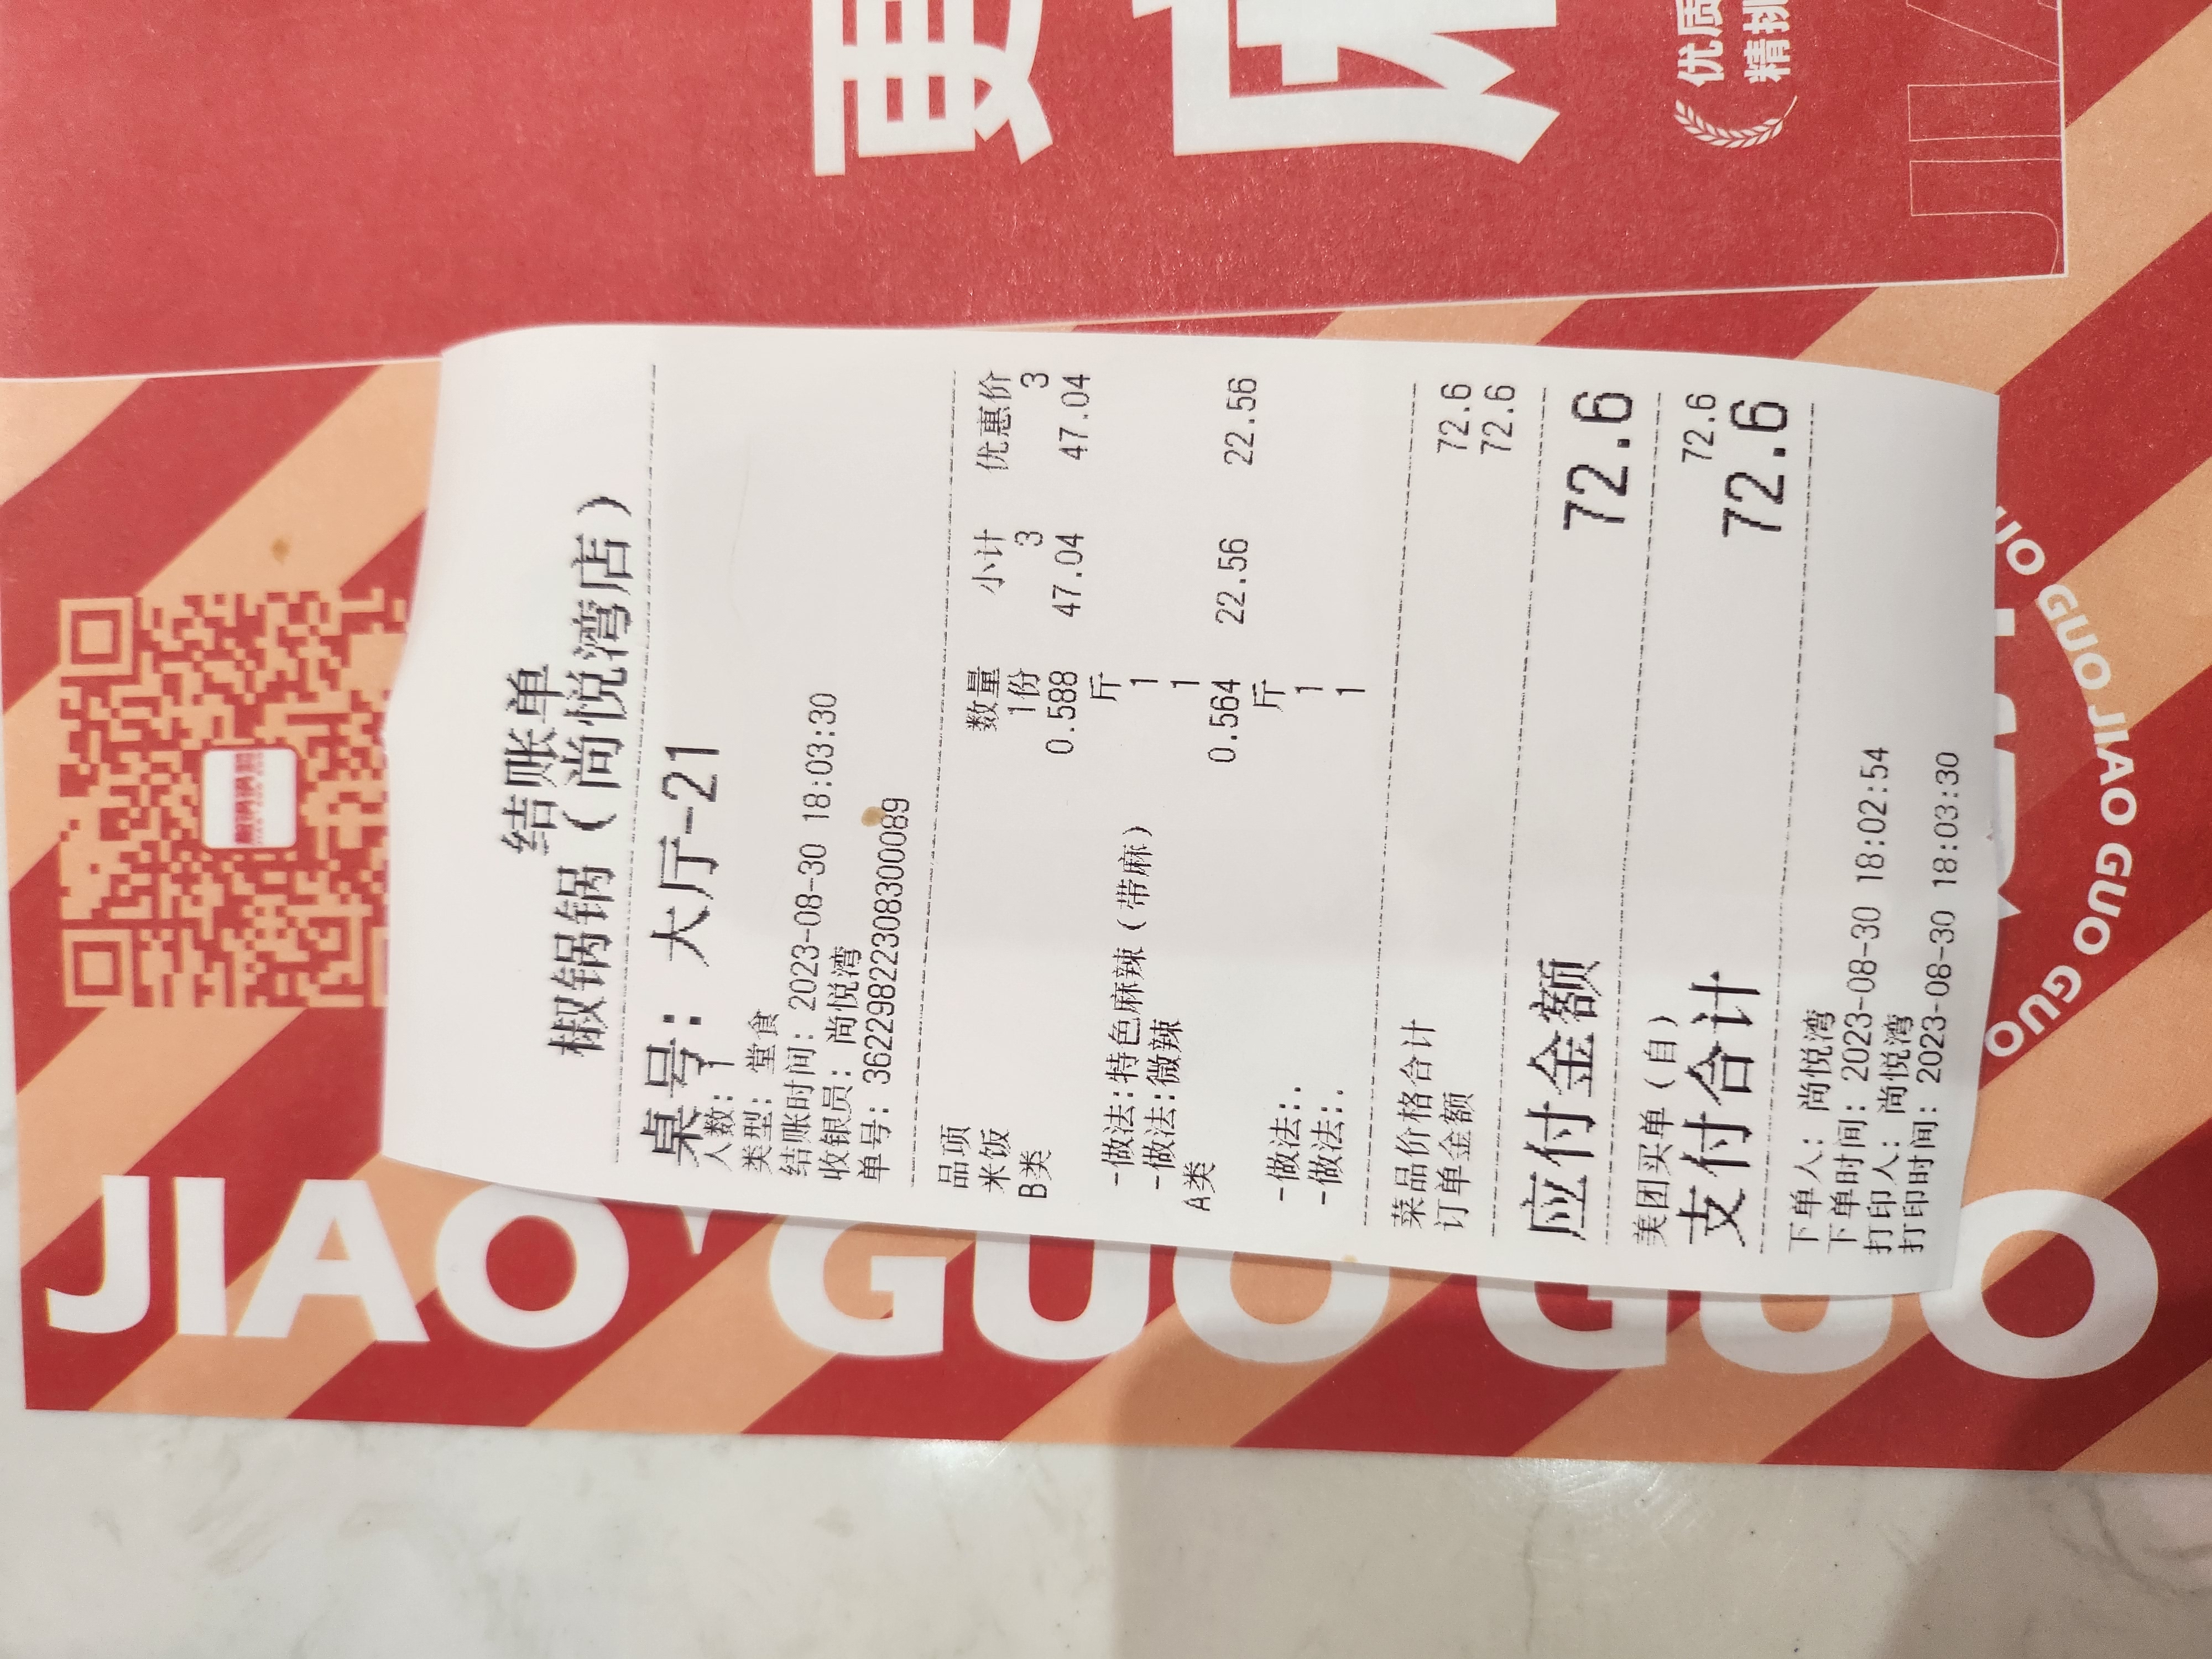 结账单
椒锅锅（尚悦湾店）
桌号：大厅-21
人数：1
类型：堂食
结账时间：2023-08-30 18:03:30
收银员：尚悦湾
单号：3622982230830008​9
品项 数量 小计 优惠价
米饭 1份 3 3
B类 0.588 47.04 47.04
斤
-做法:特色麻辣（带麻） 1
-做法:微辣 1
A类 0.564 22.56 22.56
斤
-做法:. 1
-做法:. 1
菜品价格合计 72.6
订单金额 72.6
应付金额 72.6
美团买单（自） 72.6
支付合计 72.6
下单人：尚悦湾
下单时间：2023-08-30 18:02:54
打印人：尚悦湾
打印时间：2023-08-30 18:03:30
JIAO'GUO GUO
GUO JIAO GUO GUO
更
优质
精挑